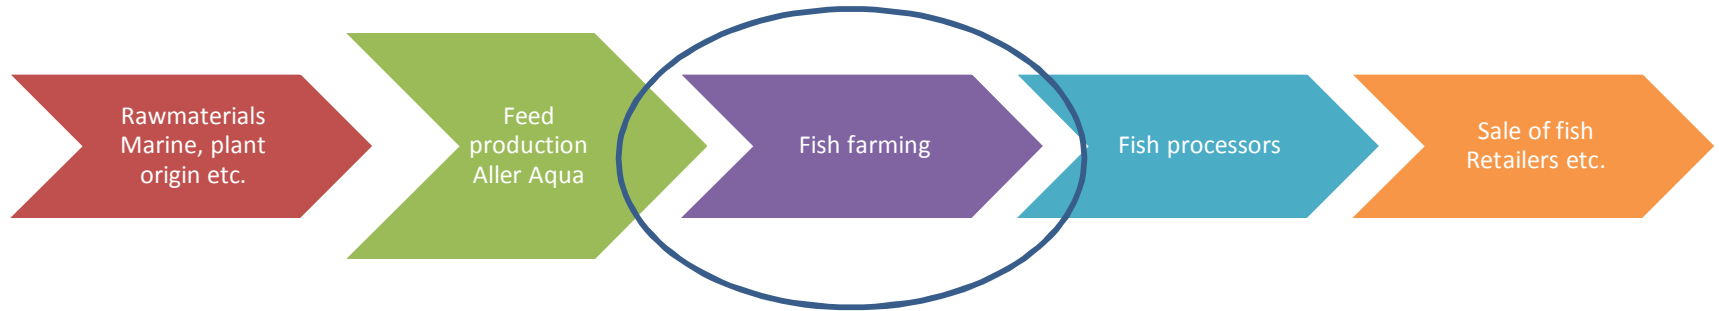 Rawmaterials
Marine, plant
origin etc.
Feed
production
Aller Aqua
Fish farming
Fish processors
Sale of fish
Retailers etc.